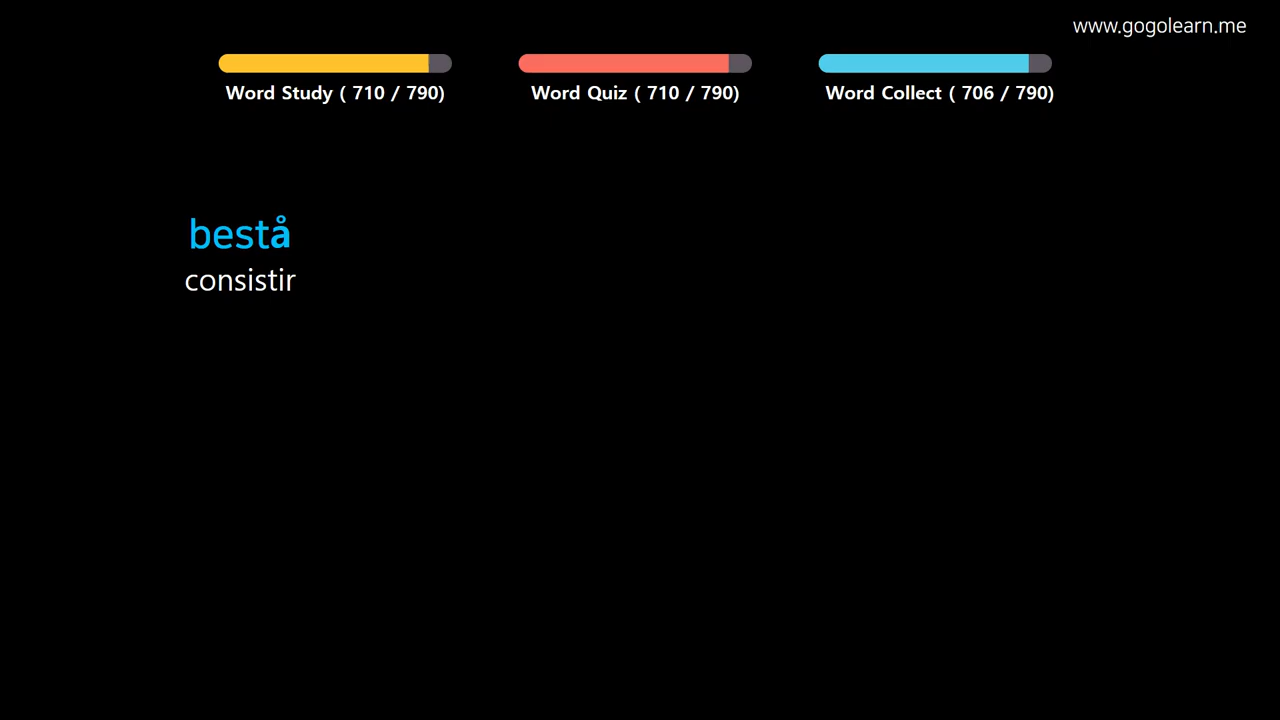 www.gogolearn.me
Word Study ( 710 / 790)
Word Quiz ( 710 / 790)
Word Collect ( 706 / 790)
bestå
consistir